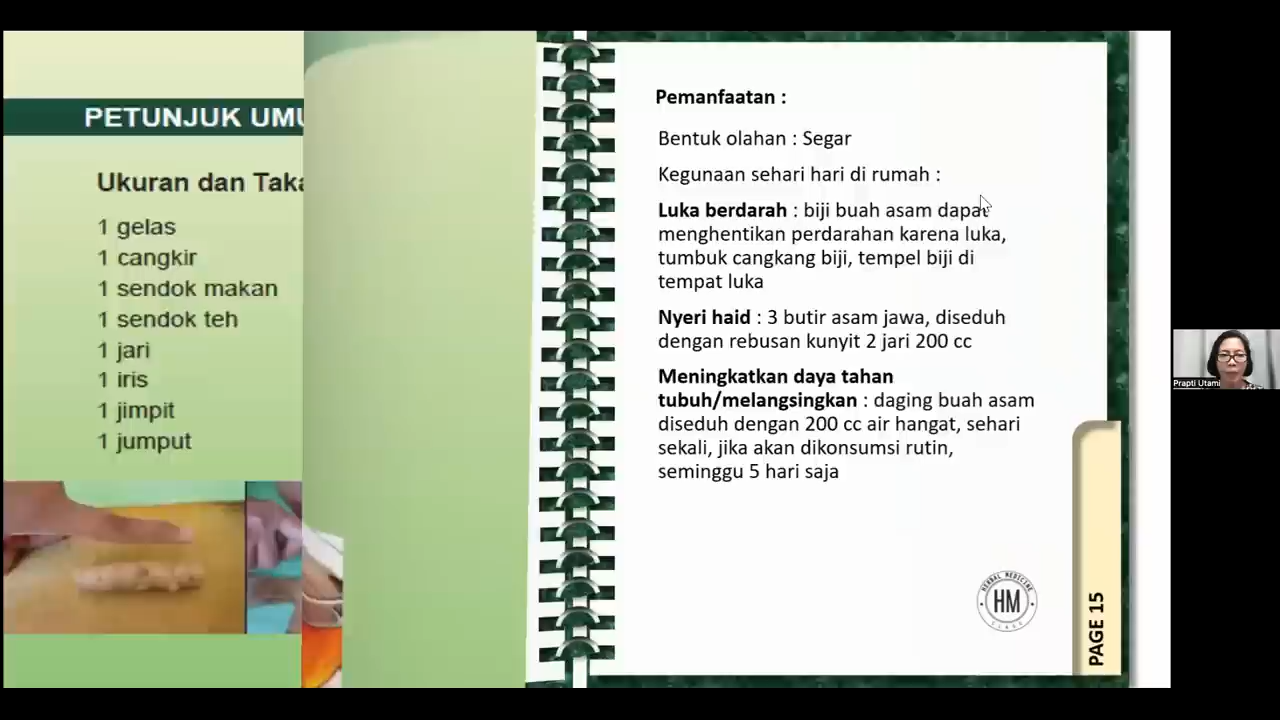 PETUNJUK UMU
Ukuran dan Taka
1 gelas
1 cangkir
1 sendok makan
1 sendok teh
1 jari
1 iris
1 jimpit
1 jumput
Pemanfaatan :
Bentuk olahan : Segar
Kegunaan sehari hari di rumah :
Luka berdarah : biji buah asam dapat
menghentikan perdarahan karena luka,
tumbuk cangkang biji, tempel biji di
tempat luka
Nyeri haid : 3 butir asam jawa, diseduh
dengan rebusan kunyit 2 jari 200 cc
Meningkatkan daya tahan
tubuh/melangsingkan : daging buah asam
diseduh dengan 200 cc air hangat, sehari
sekali, jika akan dikonsumsi rutin,
seminggu 5 hari saja
HERBAL MEDICINE
HM
CLASS
PAGE 15
Prapti Utami